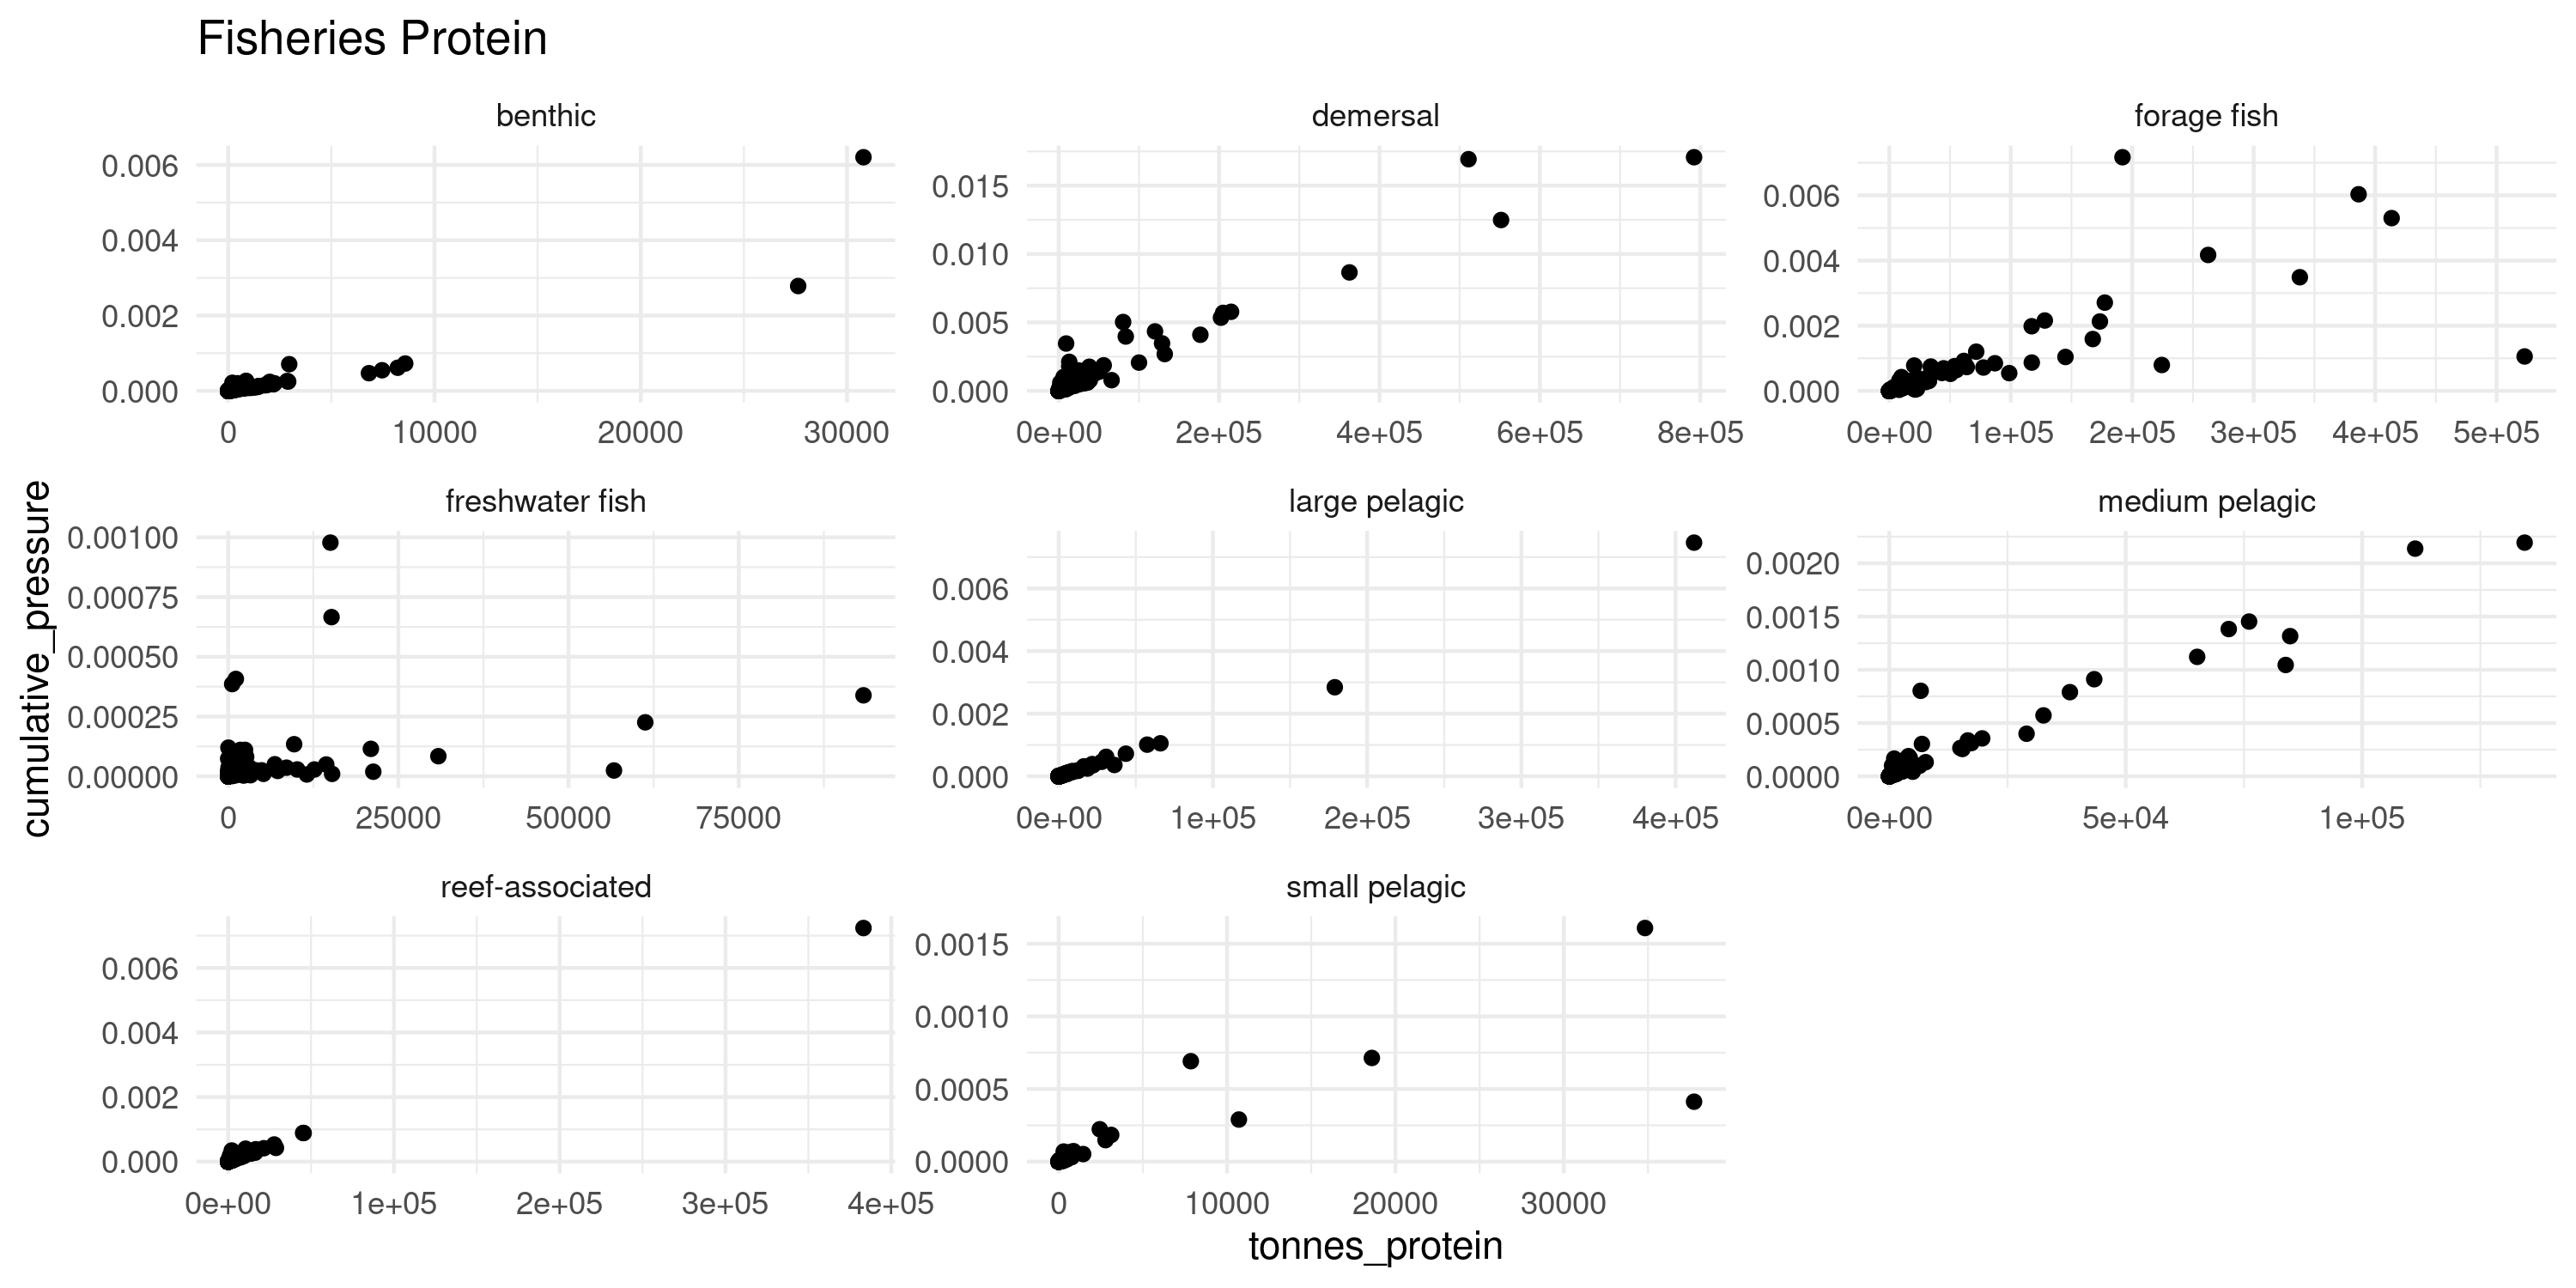 Fisheries Protein
benthic
demersal
forage fish
0.006
0.004
0.002
0.000
0.015
0.010
0.005
0.000
0.006
0.004
0.002
0.000
0 10000 20000 30000
0e+00 2e+05 4e+05 6e+05 8e+05
0e+00 1e+05 2e+05 3e+05 4e+05 5e+05
cumulative_pressure
freshwater fish
large pelagic
medium pelagic
0.00100
0.00075
0.00050
0.00025
0.00000
0.006
0.004
0.002
0.000
0.0020
0.0015
0.0010
0.0005
0.0000
0 25000 50000 75000
0e+00 1e+05 2e+05 3e+05 4e+05
0e+00 5e+04 1e+05
reef-associated
small pelagic
0.006
0.004
0.002
0.000
0.0015
0.0010
0.0005
0.0000
0e+00 1e+05 2e+05 3e+05 4e+05
0 10000 20000 30000
tonnes_protein